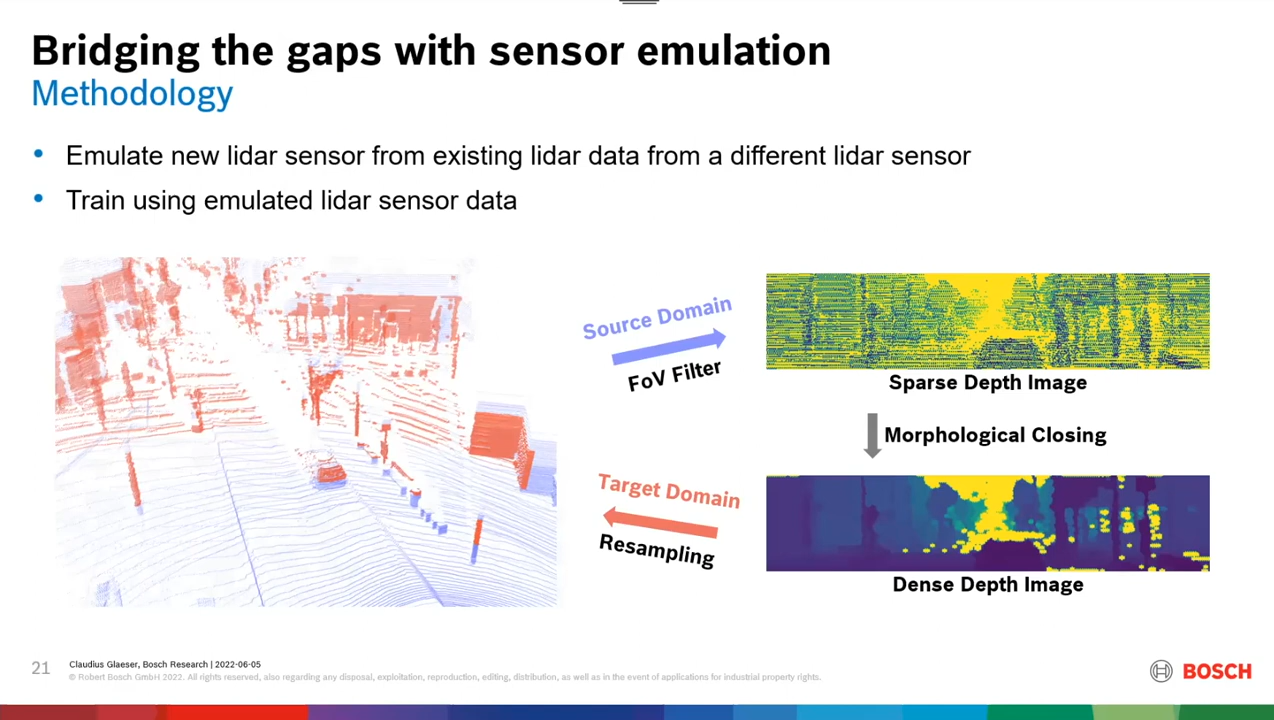 Bridging the gaps with sensor emulation
Methodology
• Emulate new lidar sensor from existing lidar data from a different lidar sensor
• Train using emulated lidar sensor data
Source Domain
FoV Filter
Sparse Depth Image
Morphological Closing
Target Domain
Resampling
Dense Depth Image
21
Claudius Glaeser, Bosch Research | 2022-06-05
© Robert Bosch GmbH 2022. All rights reserved, also regarding any disposal, exploitation, reproduction, editing, distribution, as well as in the event of applications for industrial property rights.
BOSCH